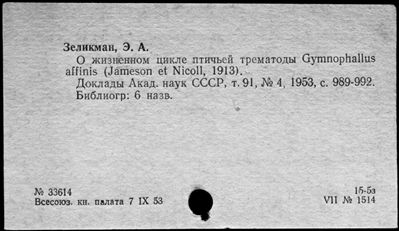 Зеликман, Э. А.
О жизненном цикле птичьей трематоды Gymnophallus
affinis (Jameson et Nicoll, 1913).
Доклады Акад. наук СССР, т. 91, № 4, 1953, с. 989-992.
Библиогр: 6 назв.
№ 33614
Всесоюз. кн. палата 7 IX 53
15-5з
VII № 1514